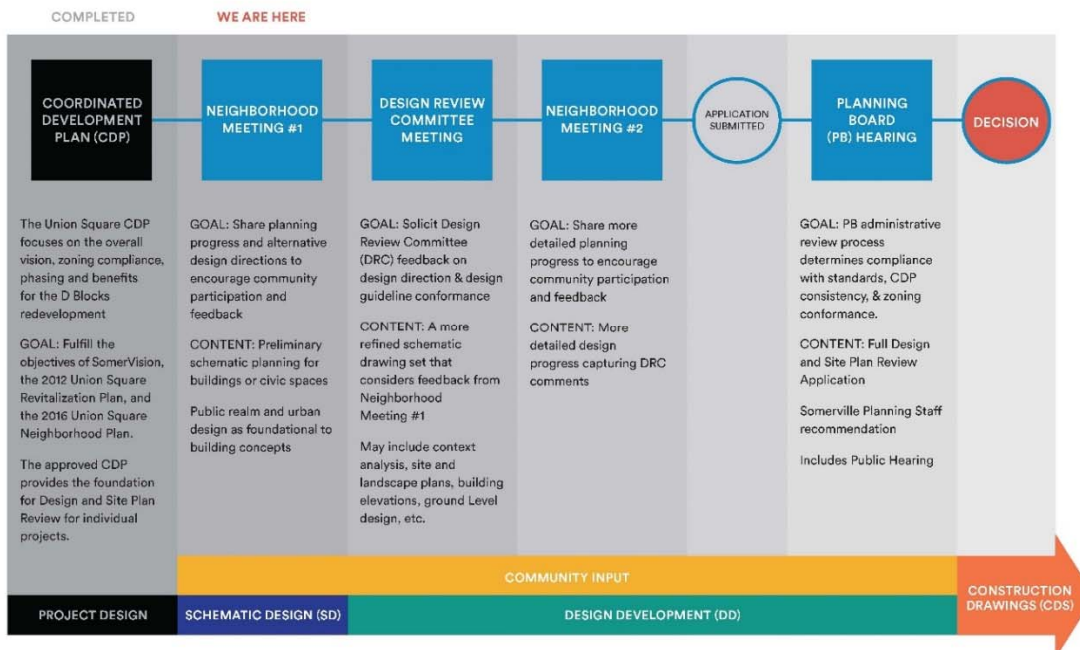 COMPLETED
WE ARE HERE
COORDINATED
DEVELOPMENT
PLAN (CDP)
NEIGHBORHOOD
MEETING #1
DESIGN REVIEW
COMMITTEE
MEETING
NEIGHBORHOOD
MEETING #2
APPLICATION
SUBMITTED
PLANNING
BOARD
(PB) HEARING
DECISION
The Union Square CDP
focuses on the overall
vision, zoning compliance,
phasing and benefits
for the D Blocks
redevelopment
GOAL: Fulfill the
objectives of SomerVision,
the 2012 Union Square
Revitalization Plan, and
the 2016 Union Square
Neighborhood Plan.
The approved CDP
provides the foundation
for Design and Site Plan
Review for individual
projects.
GOAL: Share planning
progress and alternative
design directions to
encourage community
participation and
feedback
CONTENT: Preliminary
schematic planning for
buildings or civic spaces
Public realm and urban
design as foundational to
building concepts
GOAL: Solicit Design
Review Committee
(DRC) feedback on
design direction & design
guideline conformance
CONTENT: A more
refined schematic
drawing set that
considers feedback from
Neighborhood
Meeting #1
May include context
analysis, site and
landscape plans, building
elevations, ground Level
design, etc.
GOAL: Share more
detailed planning
progress to encourage
community participation
and feedback
CONTENT: More
detailed design
progress capturing DRC
comments
GOAL: PB administrative
review process
determines compliance
with standards, CDP
consistency, & zoning
conformance.
CONTENT: Full Design
and Site Plan Review
Application
Somerville Planning Staff
recommendation
Includes Public Hearing
COMMUNITY INPUT
PROJECT DESIGN
SCHEMATIC DESIGN (SD)
DESIGN DEVELOPMENT (DD)
CONSTRUCTION
DRAWINGS (CDS)